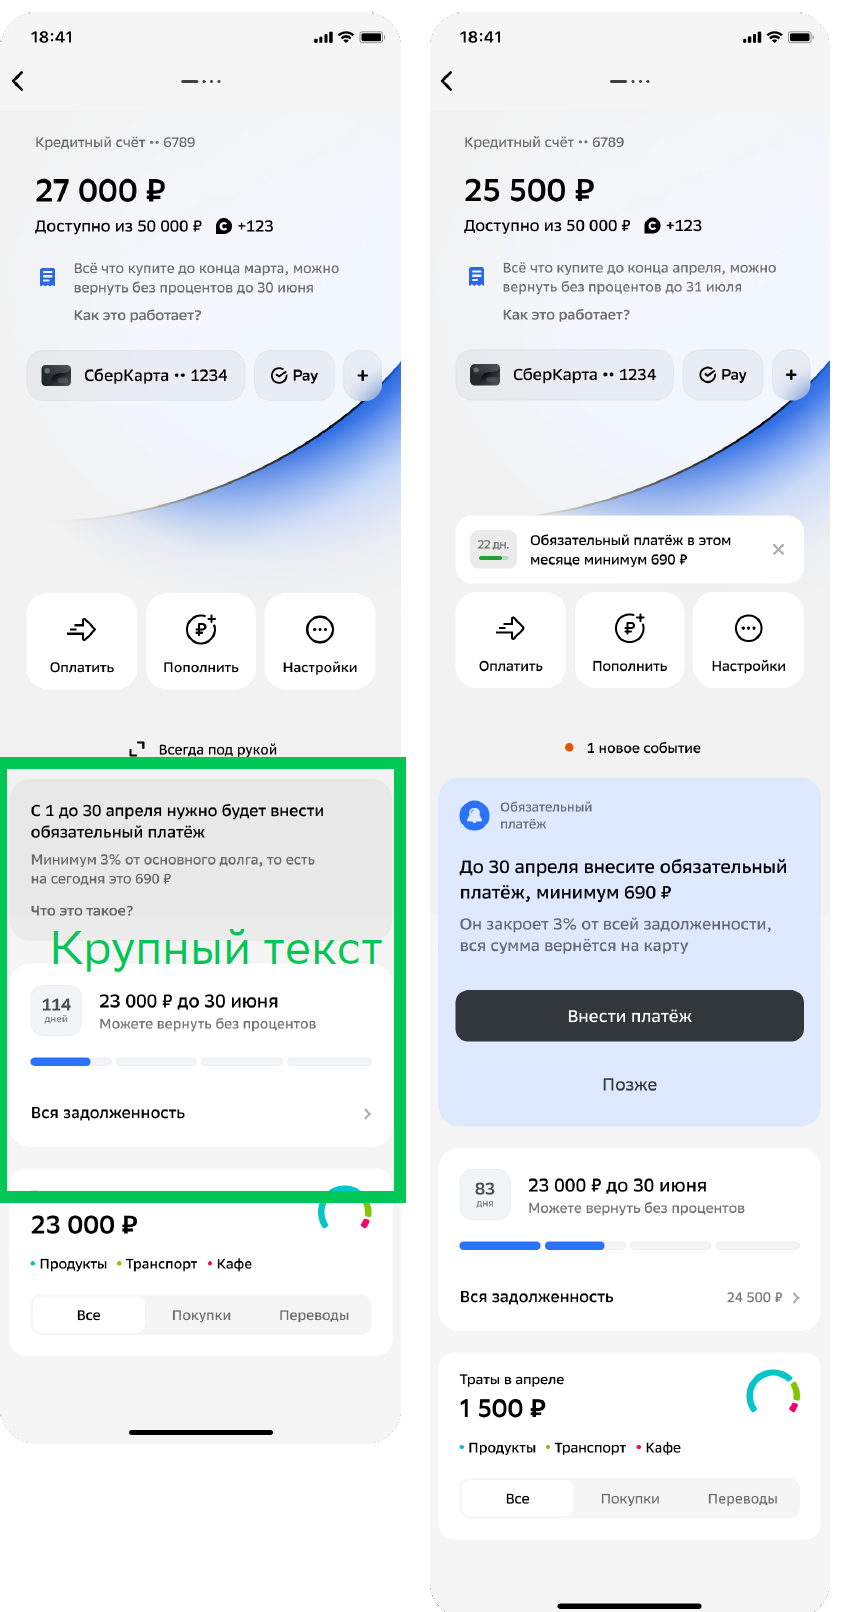 18:41
Кредитный счёт •• 6789
27 000 ₽
Доступно из 50 000 ₽ С +123
Всё что купите до конца марта, можно
вернуть без процентов до 30 июня
Как это работает?
СберКарта •• 1234
Pay
+
Оплатить
Пополнить
Настройки
Всегда под рукой
С 1 до 30 апреля нужно будет внести
обязательный платёж
Минимум 3% от основного долга, то есть
на сегодня это 690 ₽
Что это такое?
Крупный текст
114
дней
23 000 ₽ до 30 июня
Можете вернуть без процентов
Вся задолженность
23 000 ₽
• Продукты • Транспорт • Кафе
Все
Покупки
Переводы
18:41
Кредитный счёт •• 6789
25 500 ₽
Доступно из 50 000 ₽ С +123
Всё что купите до конца апреля, можно
вернуть без процентов до 31 июля
Как это работает?
СберКарта •• 1234
Pay
+
22 дн.
Обязательный платёж в этом
месяце минимум 690 ₽
Оплатить
Пополнить
Настройки
1 новое событие
Обязательный
платёж
До 30 апреля внесите обязательный
платёж, минимум 690 ₽
Он закроет 3% от всей задолженности,
вся сумма вернётся на карту
Внести платёж
Позже
83
дня
23 000 ₽ до 30 июня
Можете вернуть без процентов
Вся задолженность
24 500 ₽
Траты в апреле
1 500 ₽
• Продукты • Транспорт • Кафе
Все
Покупки
Переводы